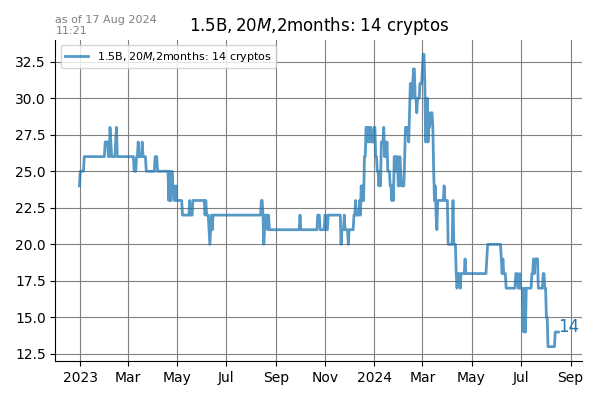 as of 17 Aug 2024
11:21
1.5B, 20M,2months: 14 cryptos
1.5B, 20M,2months: 14 cryptos
32.5
30.0
27.5
25.0
22.5
20.0
17.5
15.0
12.5
14
2023 Mar May Jul Sep Nov 2024 Mar May Jul Sep